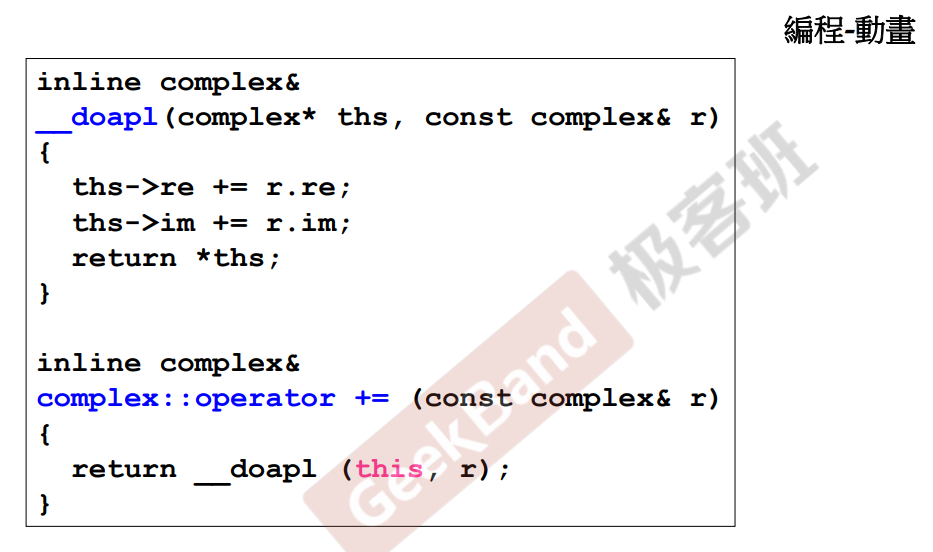 編程-動畫
inline complex&
__doapl(complex* ths, const complex& r)
{
  ths->re += r.re;
  ths->im += r.im;
  return *ths;
}
inline complex&
complex::operator += (const complex& r)
{
  return __doapl (this, r);
}
GeekBand 极客班